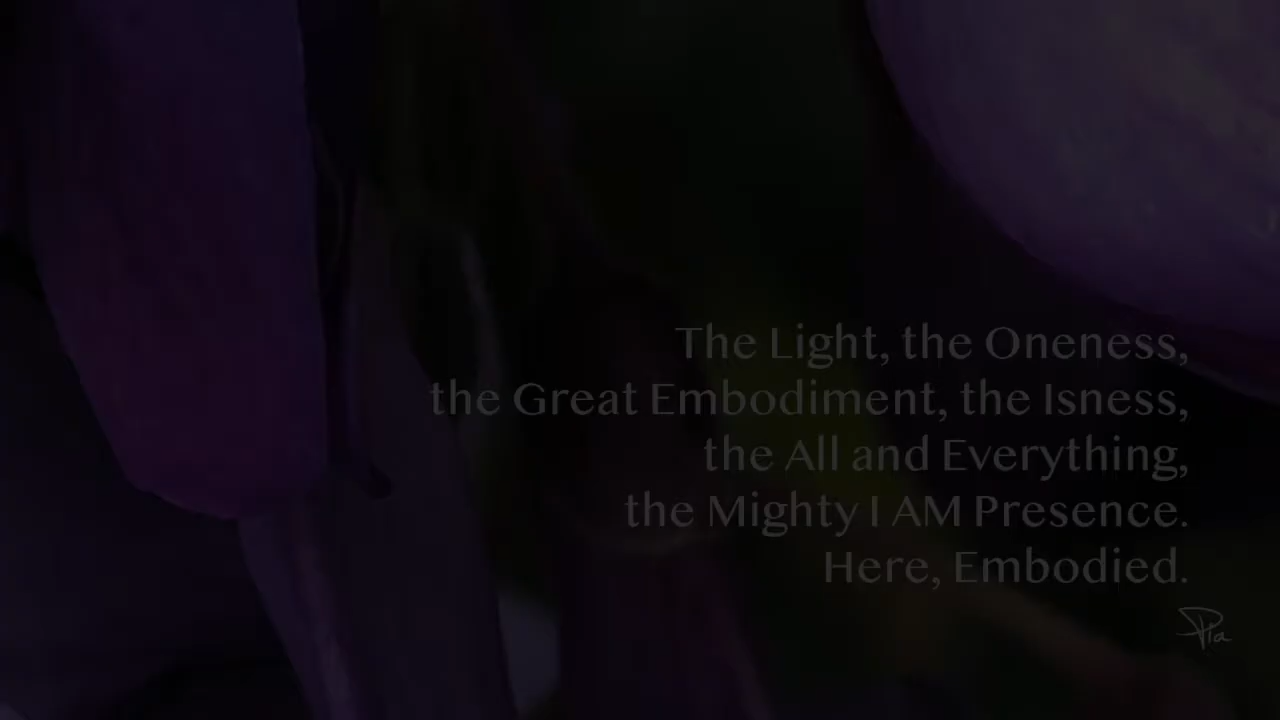 The Light, the Oneness,
the Great Embodiment, the Isness,
the All and Everything,
the Mighty I AM Presence.
Here, Embodied.
Pia